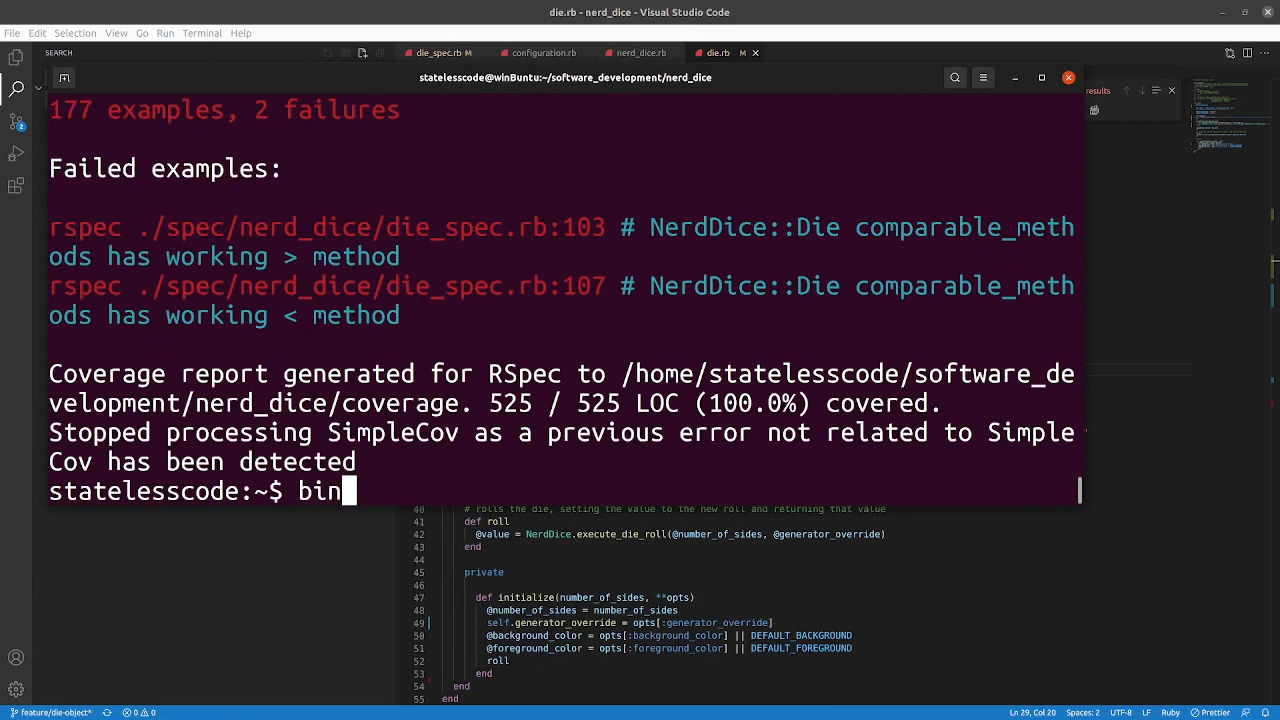 die.rb - nerd_dice - Visual Studio Code
File Edit Selection View Go Run Terminal Help
SEARCH
die_spec.rb M
configuration.rb
nerd_dice.rb
die.rb M
statelesscode@winBuntu:~/software_development/nerd_dice
results
177 examples, 2 failures
Failed examples:
rspec ./spec/nerd_dice/die_spec.rb:103 # NerdDice::Die comparable_meth
ods has working > method
rspec ./spec/nerd_dice/die_spec.rb:107 # NerdDice::Die comparable_meth
ods has working < method
Coverage report generated for RSpec to /home/statelesscode/software_de
velopment/nerd_dice/coverage. 525 / 525 LOC (100.0%) covered.
Stopped processing SimpleCov as a previous error not related to Simple
Cov has been detected
statelesscode:~$ bin
40 # rolls the die, setting the value to the new roll and returning that value
41 def roll
42 @value = NerdDice.execute_die_roll(@number_of_sides, @generator_override)
43 end
44
45 private
46
47 def initialize(number_of_sides, **opts)
48 @number_of_sides = number_of_sides
49 self.generator_override = opts[:generator_override]
50 @background_color = opts[:background_color] || DEFAULT_BACKGROUND
51 @foreground_color = opts[:foreground_color] || DEFAULT_FOREGROUND
52 roll
53 end
54 end
55 end
2
feature/die-object* 0 0 Ln 29, Col 20 Spaces: 2 UTF-8 LF Ruby Prettier